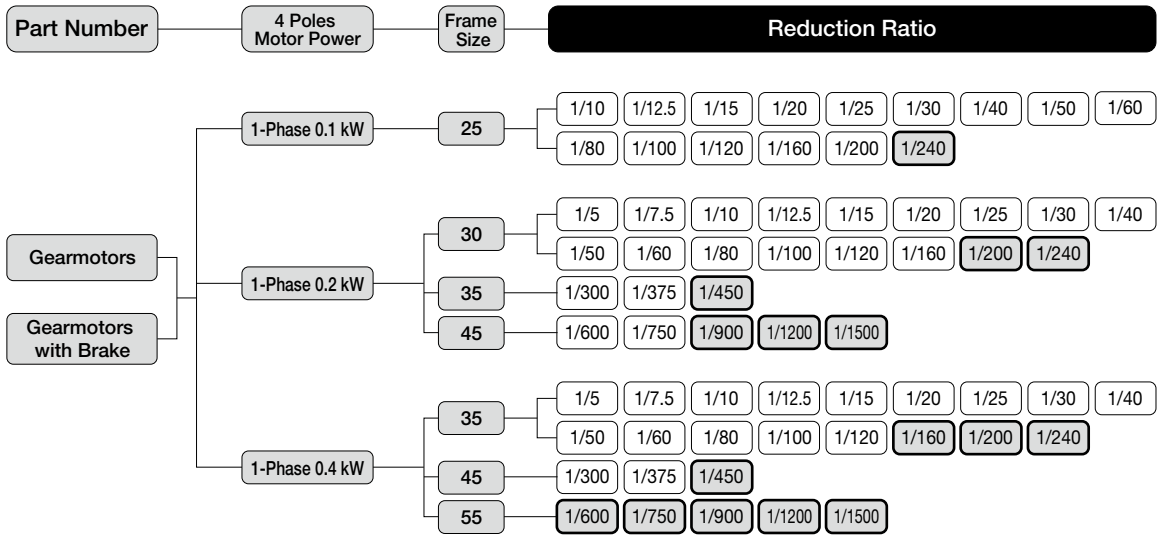 Part Number
4 Poles
Motor Power
Frame
Size
Reduction Ratio
1/10 1/12.5 1/15 1/20 1/25 1/30 1/40 1/50 1/60
1-Phase 0.1 kW 25
1/80 1/100 1/120 1/160 1/200 1/240
1/5 1/7.5 1/10 1/12.5 1/15 1/20 1/25 1/30 1/40
30
1/50 1/60 1/80 1/100 1/120 1/160 1/200 1/240
Gearmotors
1-Phase 0.2 kW
35 1/300 1/375 1/450
Gearmotors
with Brake
45 1/600 1/750 1/900 1/1200 1/1500
1/5 1/7.5 1/10 1/12.5 1/15 1/20 1/25 1/30 1/40
35
1/50 1/60 1/80 1/100 1/120 1/160 1/200 1/240
1-Phase 0.4 kW
45 1/300 1/375 1/450
55 1/600 1/750 1/900 1/1200 1/1500